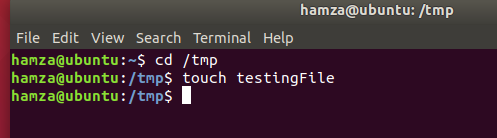 hamza@ubuntu: /tmp
File Edit View Search Terminal Help
hamza@ubuntu:~$ cd /tmp
hamza@ubuntu:/tmp$ touch testingFile
hamza@ubuntu:/tmp$